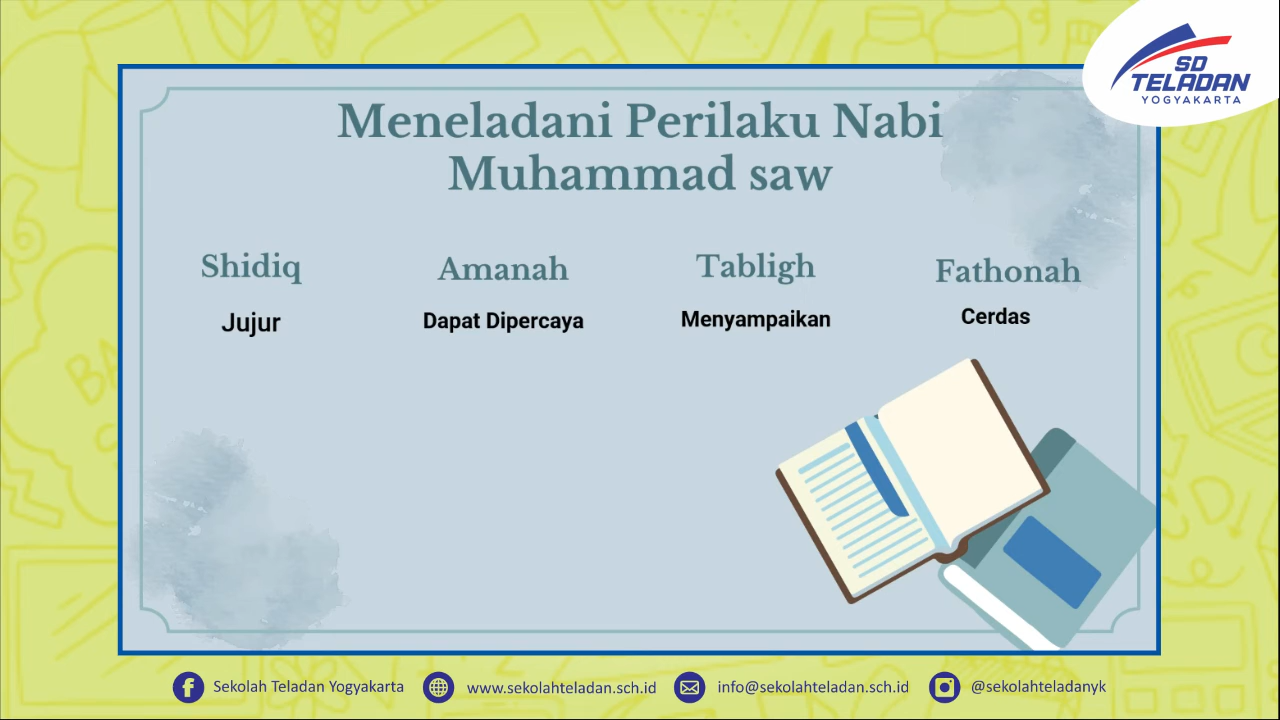 SD
TELADAN
YOGYAKARTA
Meneladani Perilaku Nabi
Muhammad saw
Shidiq
Amanah
Tabligh
Fathonah
Jujur
Dapat Dipercaya
Menyampaikan
Cerdas
Sekolah Teladan Yogyakarta
www.sekolahteladan.sch.id
info@sekolahteladan.sch.id
@sekolahteladanyk